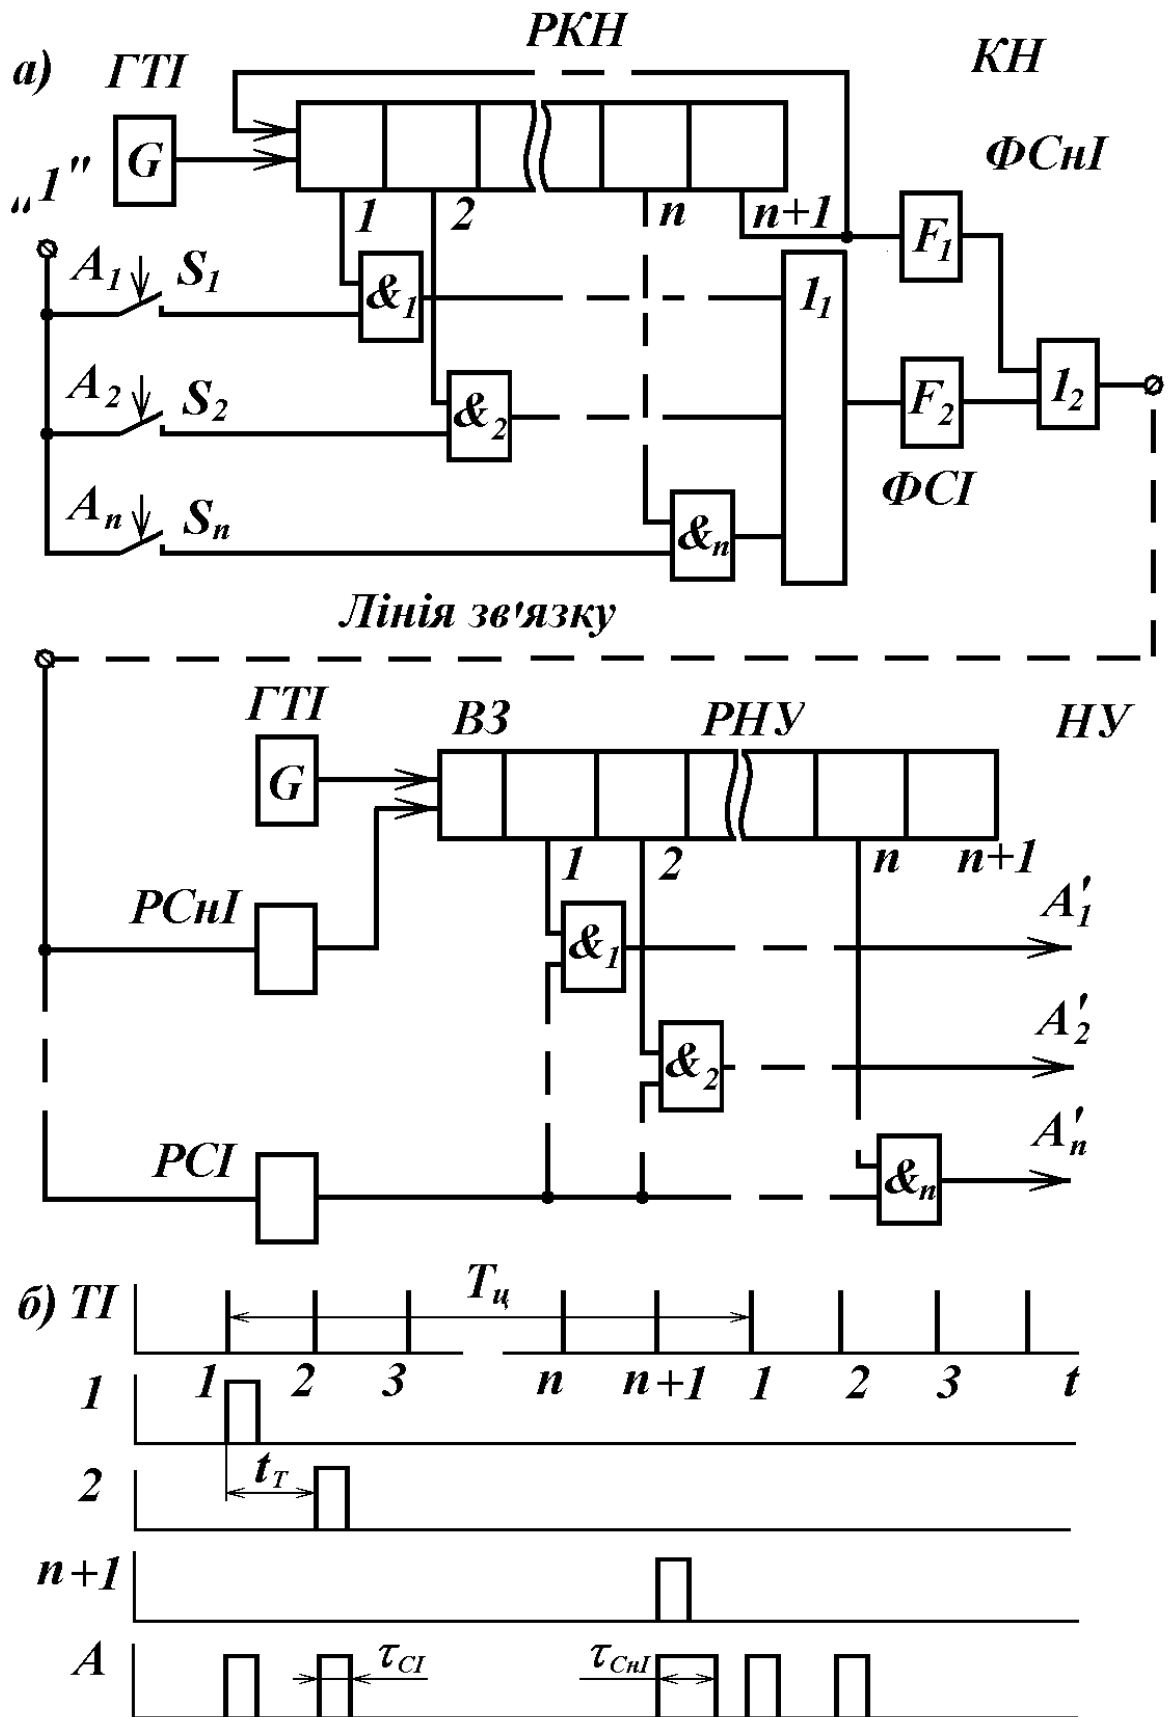 РКН
а) ГТІ КН
G
ФСнІ
„1"
1 2 n n+1
F₁
A₁ S₁ &₁ 1₁
A₂ S₂ &₂ F₂ 1₂
ФСІ
Aₙ Sₙ &ₙ
Лінія зв'язку
ГТІ ВЗ РНУ НУ
G
1 2 n n+1
РСнІ &₁ A'₁
&₂ A'₂
РСІ &ₙ A'ₙ
б) ТІ Tц
1 2 3 n n+1 1 2 3 t
1
tT
2
n+1
A τСІ τСнІ